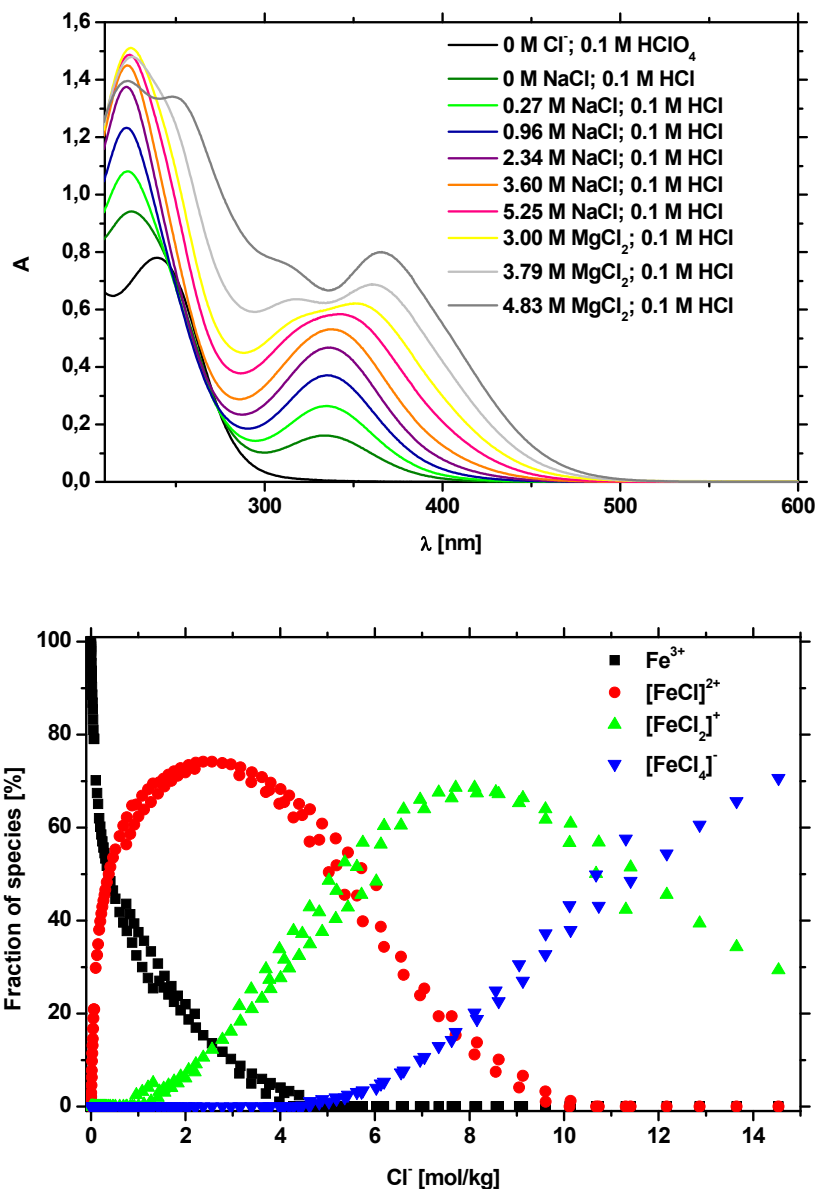 1,6
1,4
1,2
1,0
0,8
0,6
0,4
0,2
0,0
A
0 M Cl⁻; 0.1 M HClO₄
0 M NaCl; 0.1 M HCl
0.27 M NaCl; 0.1 M HCl
0.96 M NaCl; 0.1 M HCl
2.34 M NaCl; 0.1 M HCl
3.60 M NaCl; 0.1 M HCl
5.25 M NaCl; 0.1 M HCl
3.00 M MgCl₂; 0.1 M HCl
3.79 M MgCl₂; 0.1 M HCl
4.83 M MgCl₂; 0.1 M HCl
300 400 500 600
λ [nm]
100
80
60
40
20
0
Fraction of species [%]
Fe³⁺
[FeCl]²⁺
[FeCl₂]⁺
[FeCl₄]⁻
0 2 4 6 8 10 12 14
Cl⁻ [mol/kg]